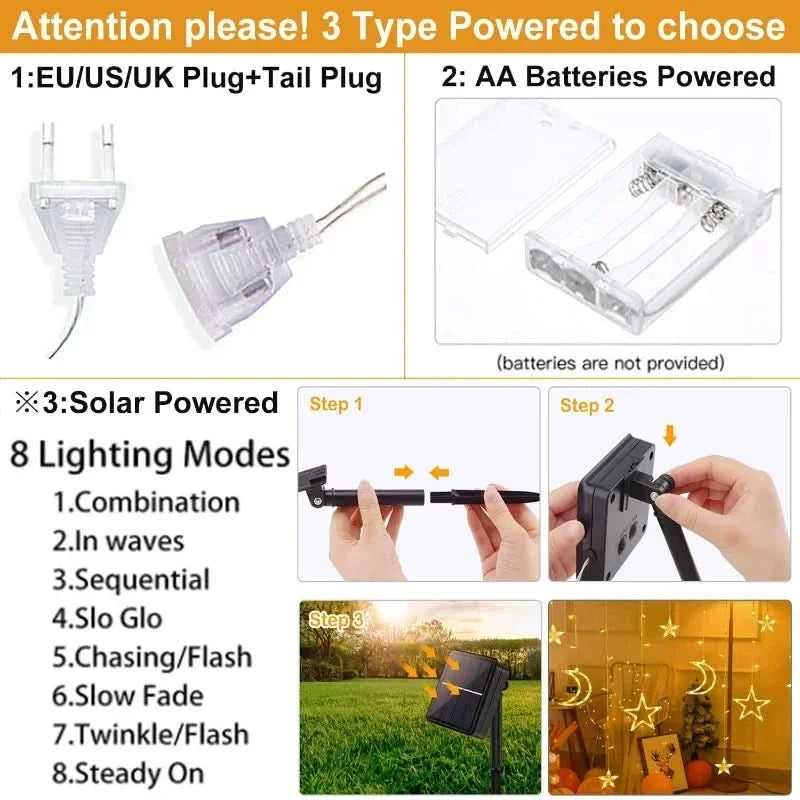 Attention please! 3 Type Powered to choose
1:EU/US/UK Plug+Tail Plug
2: AA Batteries Powered
(batteries are not provided)
※3:Solar Powered
8 Lighting Modes
1.Combination
2.In waves
3.Sequential
4.Slo Glo
5.Chasing/Flash
6.Slow Fade
7.Twinkle/Flash
8.Steady On
Step 1
Step 2
Step 3